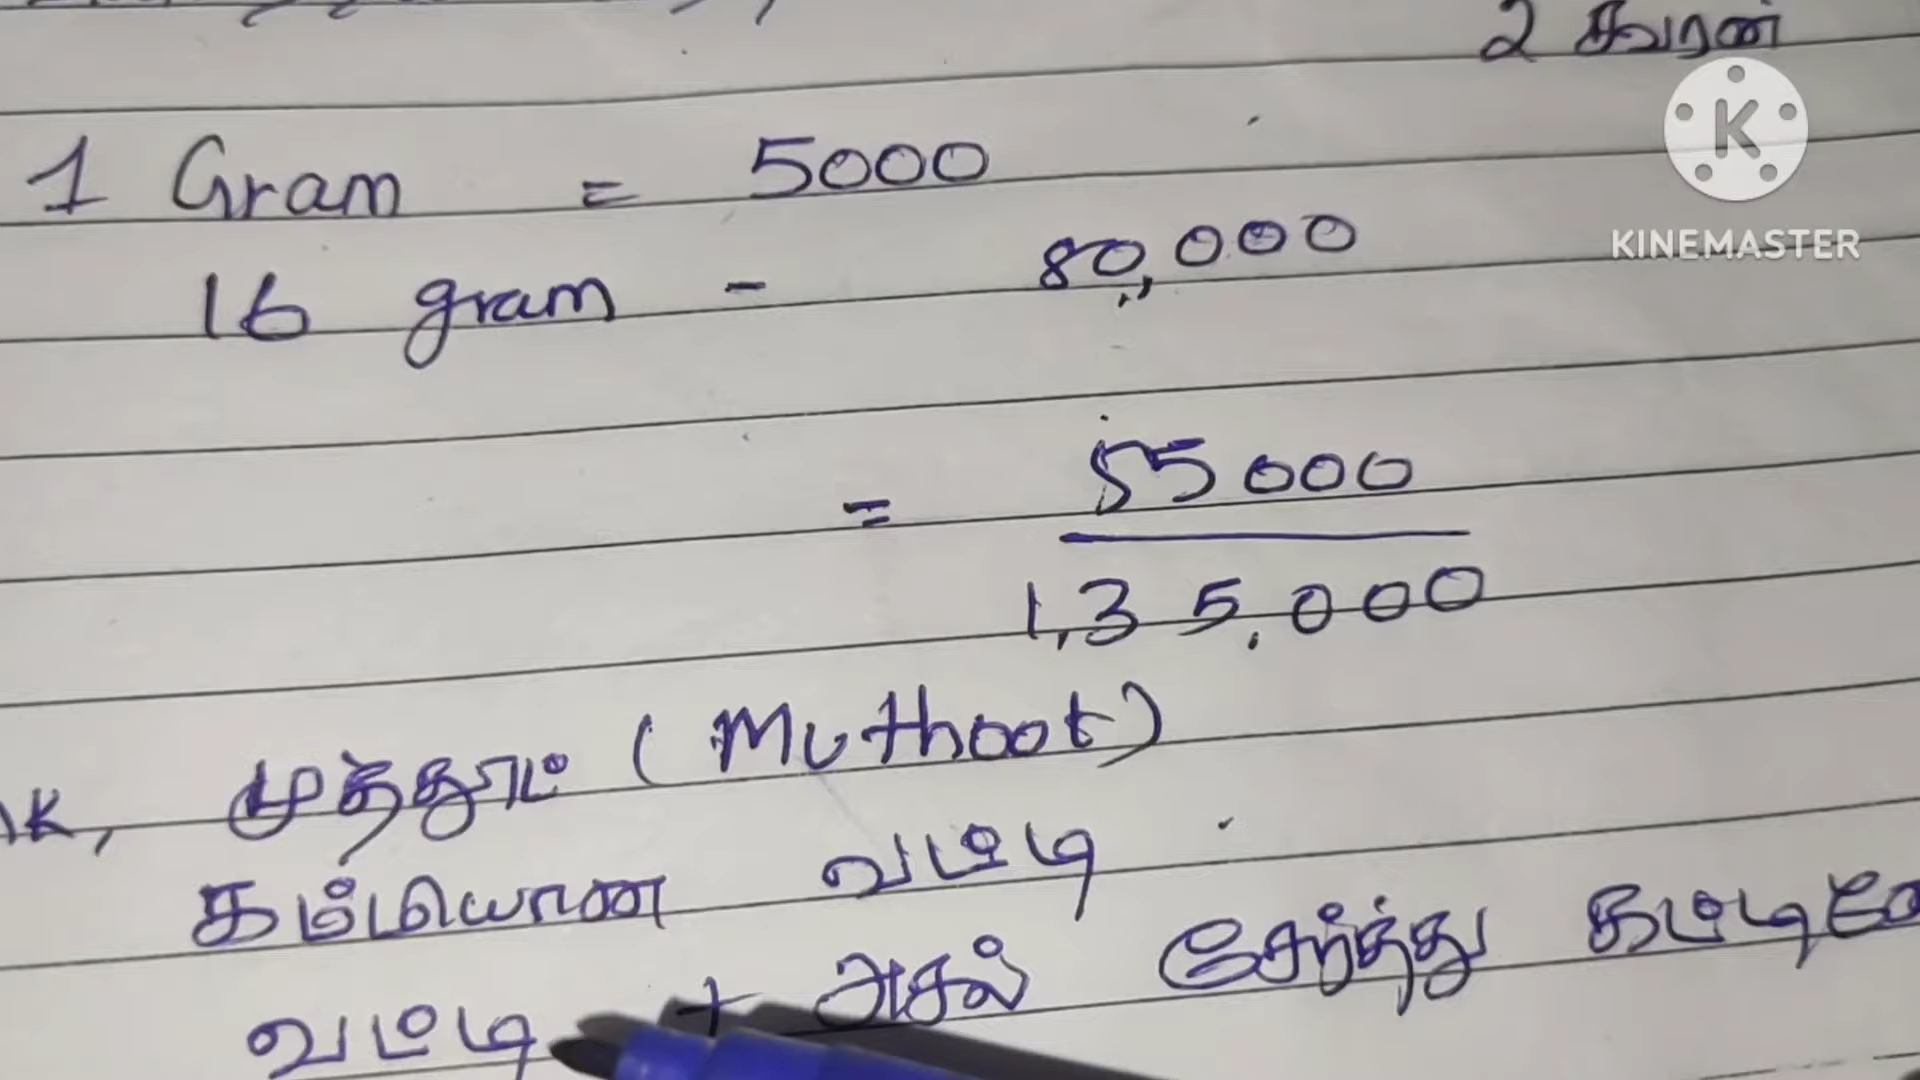 2 சவரன்
1 Gram = 5000
16 gram - 80,000
= 55000
1,35,000
முத்தூட் (Muthoot)
கம்மியான வட்டி
வட்டி + அசல் சேர்த்து
KINEMASTER